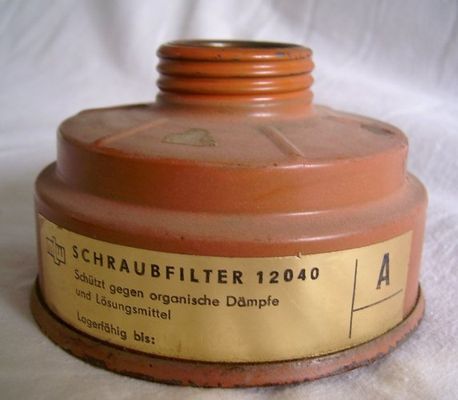 SCHRAUBFILTER 12040
Schützt gegen organische Dämpfe
und Lösungsmittel
Lagerfähig bis:
A